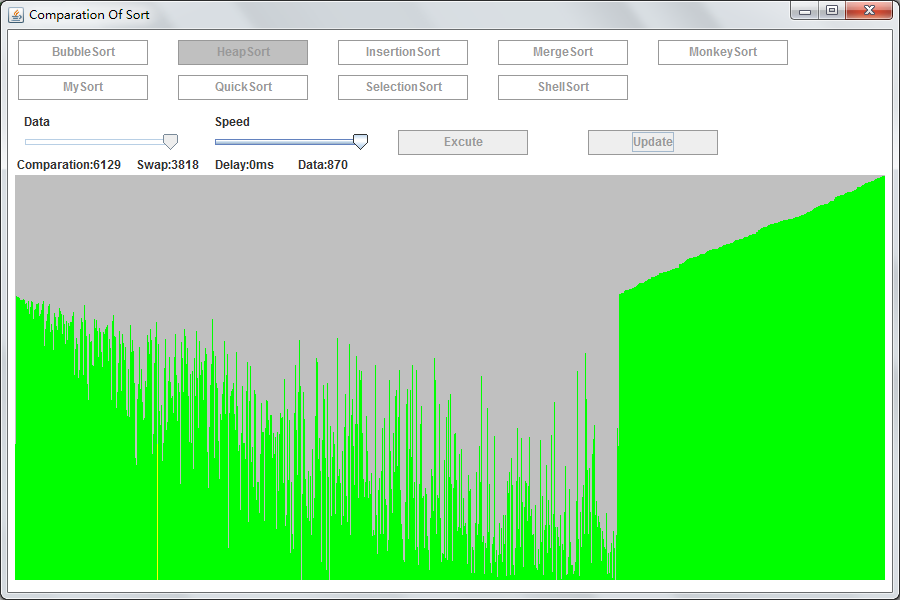 Comparation Of Sort
BubbleSort HeapSort InsertionSort MergeSort MonkeySort
MySort QuickSort SelectionSort ShellSort
Data Speed
Excute Update
Comparation:6129 Swap:3818 Delay:0ms Data:870